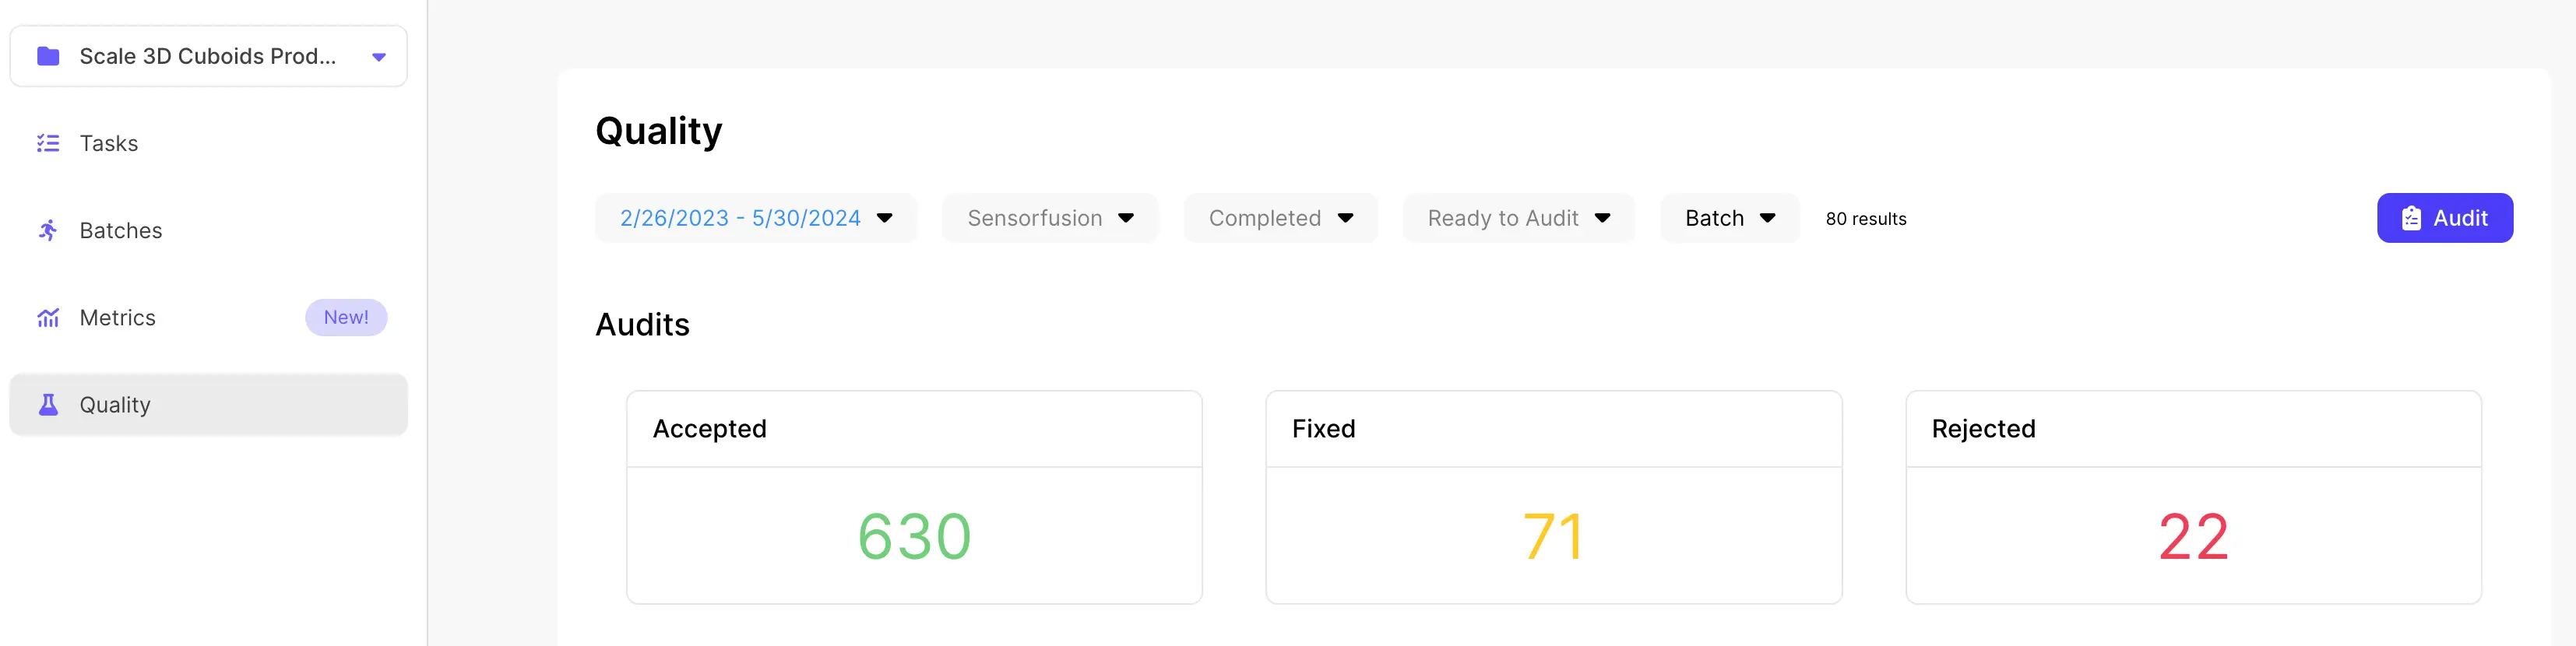 Scale 3D Cuboids Prod...
Tasks
Batches
Metrics
New!
Quality
Quality
2/26/2023 - 5/30/2024
Sensorfusion
Completed
Ready to Audit
Batch
80 results
Audit
Audits
Accepted
630
Fixed
71
Rejected
22